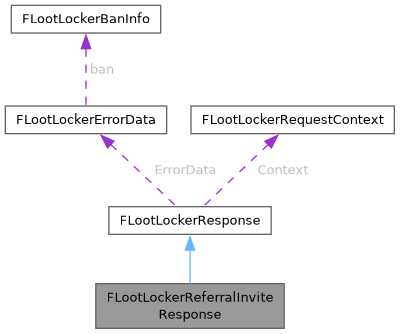 FLootLockerBanInfo
ban
FLootLockerErrorData
FLootLockerRequestContext
ErrorData
Context
FLootLockerResponse
FLootLockerReferralInvite
Response